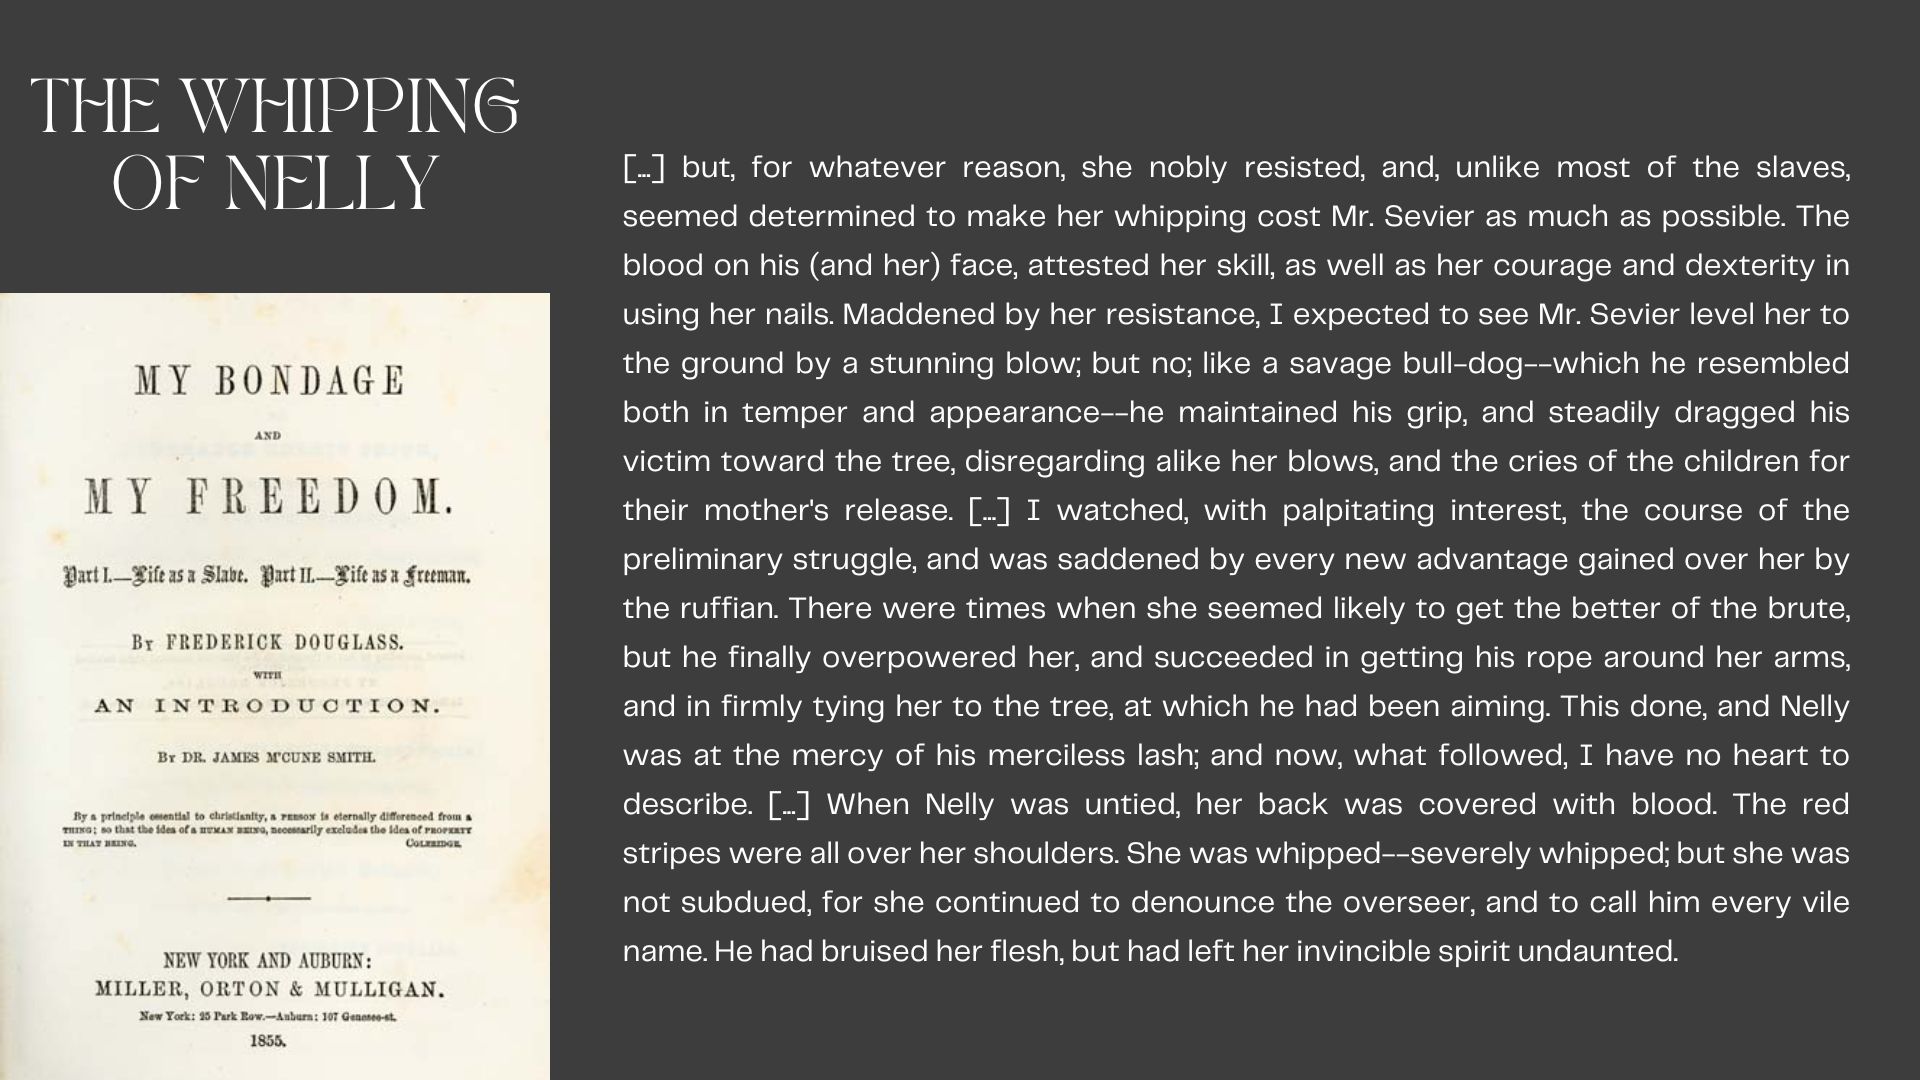 THE WHIPPING
OF NELLY
MY BONDAGE
AND
MY FREEDOM.
Part I.—Life as a Slave. Part II.—Life as a Freeman.
By FREDERICK DOUGLASS.
WITH
AN INTRODUCTION.
By DR. JAMES M'CUNE SMITH.
By a principle essential to christianity, a PERSON is eternally differenced from a
THING; so that the idea of a HUMAN BEING, necessarily excludes the idea of PROPERTY
IN THAT BEING. COLERIDGE.
NEW YORK AND AUBURN:
MILLER, ORTON & MULLIGAN.
New York: 25 Park Row.—Auburn: 107 Genesee-st.
1855.
[...] but, for whatever reason, she nobly resisted, and, unlike most of the slaves,
seemed determined to make her whipping cost Mr. Sevier as much as possible. The
blood on his (and her) face, attested her skill, as well as her courage and dexterity in
using her nails. Maddened by her resistance, I expected to see Mr. Sevier level her to
the ground by a stunning blow; but no; like a savage bull-dog--which he resembled
both in temper and appearance--he maintained his grip, and steadily dragged his
victim toward the tree, disregarding alike her blows, and the cries of the children for
their mother's release. [...] I watched, with palpitating interest, the course of the
preliminary struggle, and was saddened by every new advantage gained over her by
the ruffian. There were times when she seemed likely to get the better of the brute,
but he finally overpowered her, and succeeded in getting his rope around her arms,
and in firmly tying her to the tree, at which he had been aiming. This done, and Nelly
was at the mercy of his merciless lash; and now, what followed, I have no heart to
describe. [...] When Nelly was untied, her back was covered with blood. The red
stripes were all over her shoulders. She was whipped--severely whipped; but she was
not subdued, for she continued to denounce the overseer, and to call him every vile
name. He had bruised her flesh, but had left her invincible spirit undaunted.